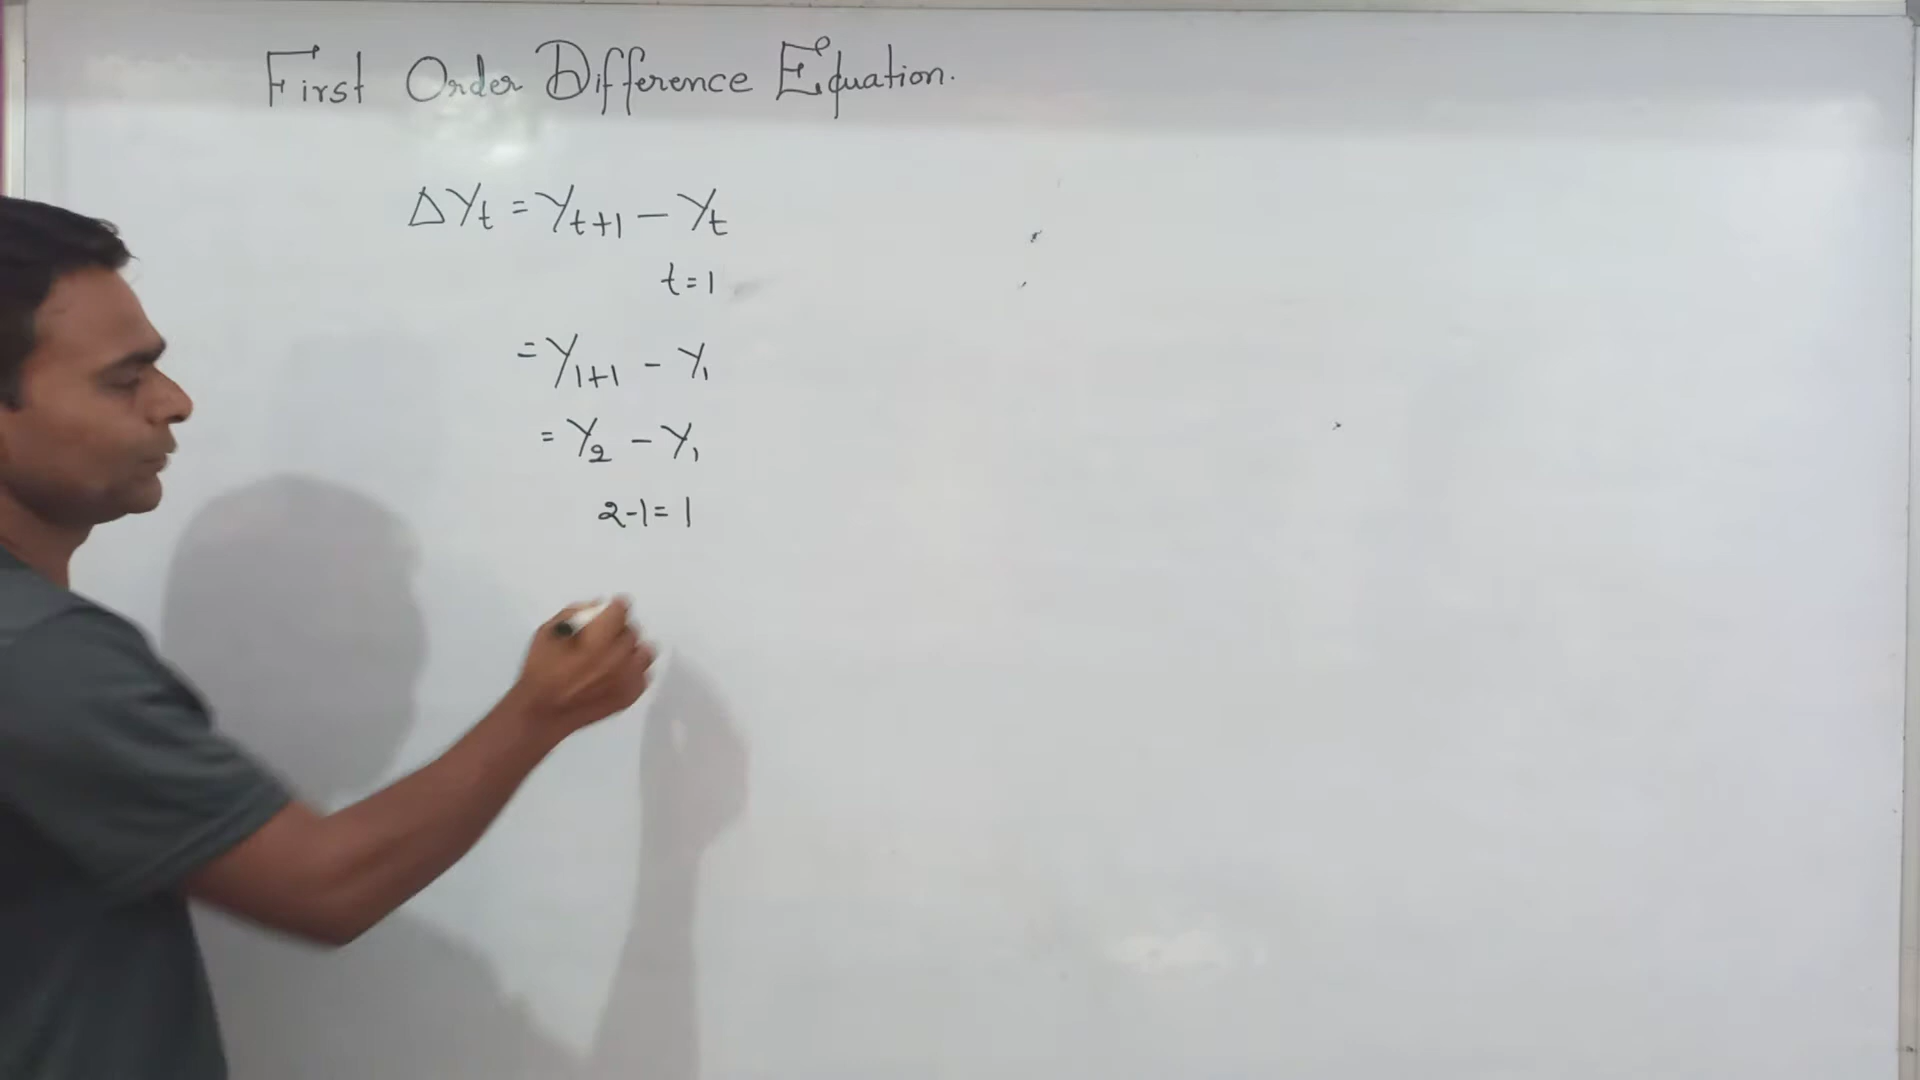 First Order Difference Equation.
ΔYt = Yt+1 - Yt
t=1
= Y1+1 - Y1
= Y2 - Y1
2-1=1